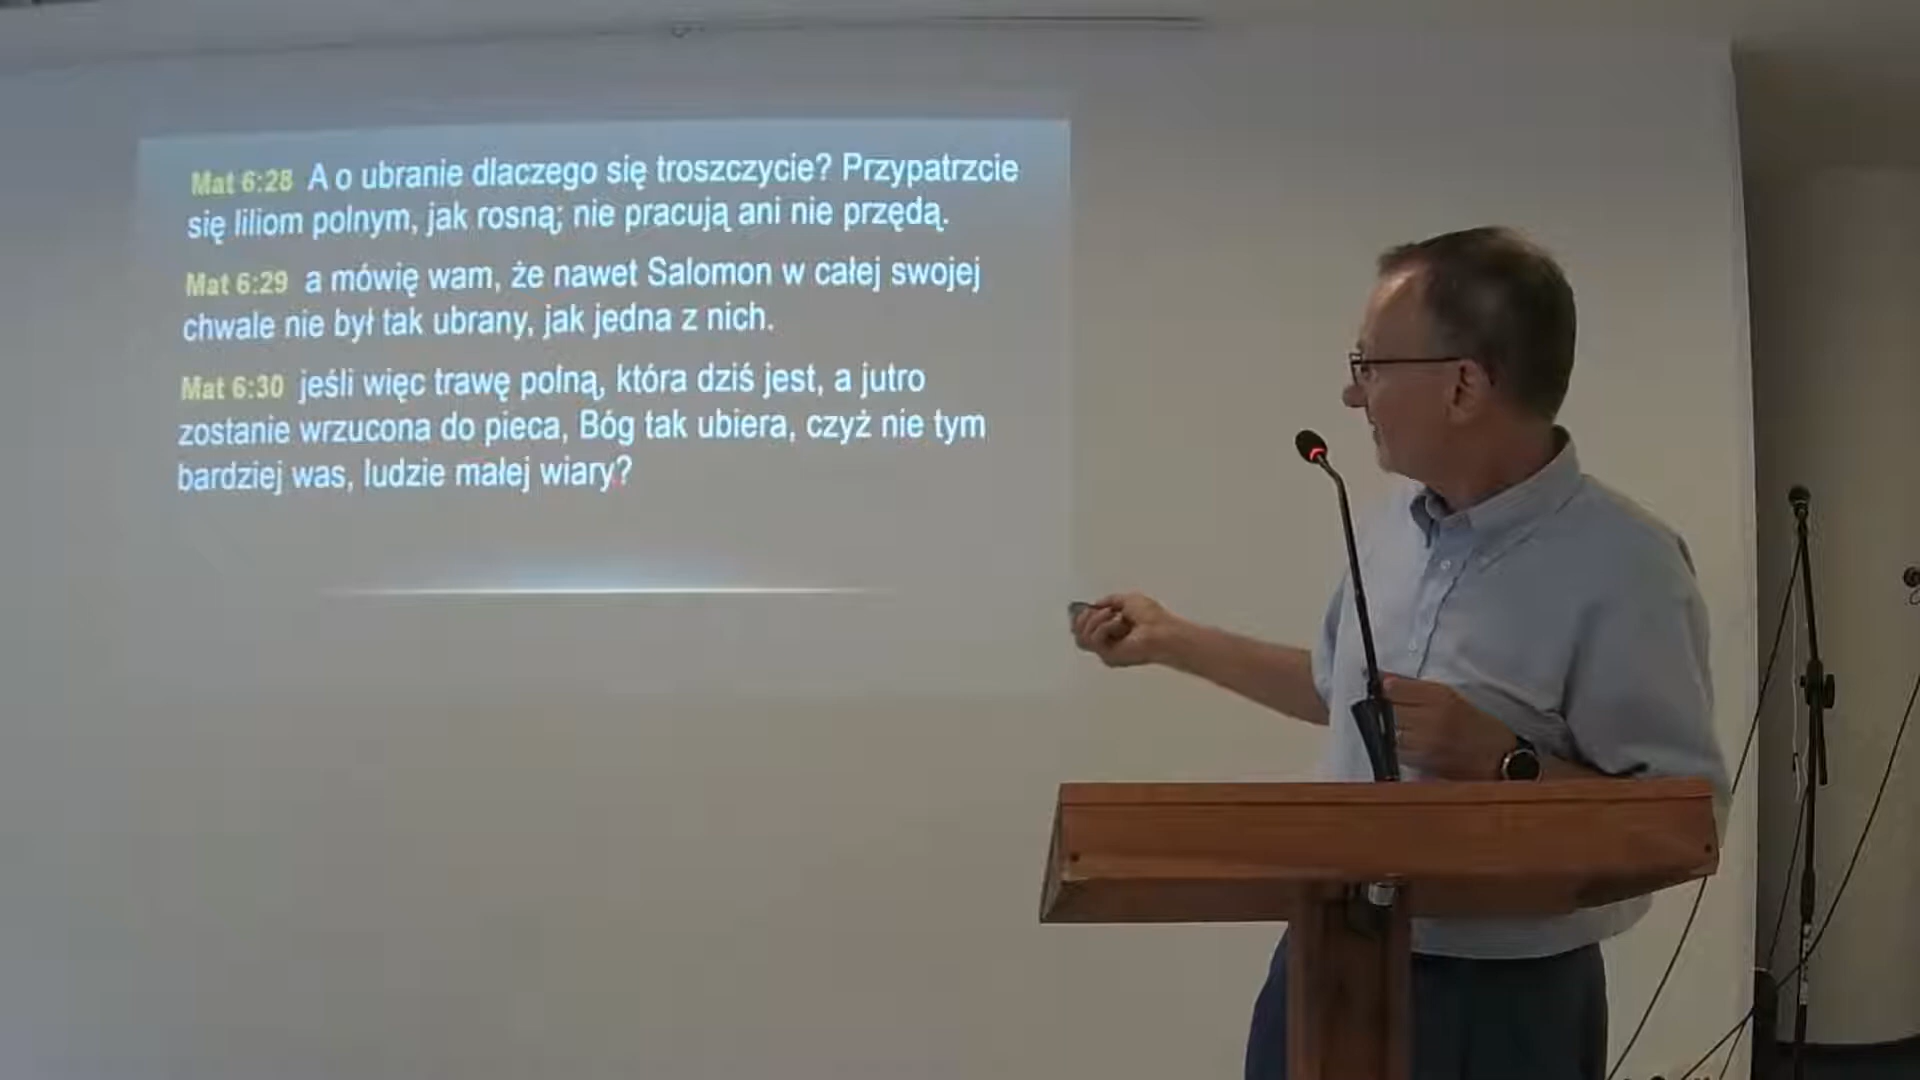 Mat 6:28 A o ubranie dlaczego się troszczycie? Przypatrzcie
się liliom polnym, jak rosną; nie pracują ani nie przędą.
Mat 6:29 a mówię wam, że nawet Salomon w całej swojej
chwale nie był tak ubrany, jak jedna z nich.
Mat 6:30 jeśli więc trawę polną, która dziś jest, a jutro
zostanie wrzucona do pieca, Bóg tak ubiera, czyż nie tym
bardziej was, ludzie małej wiary?